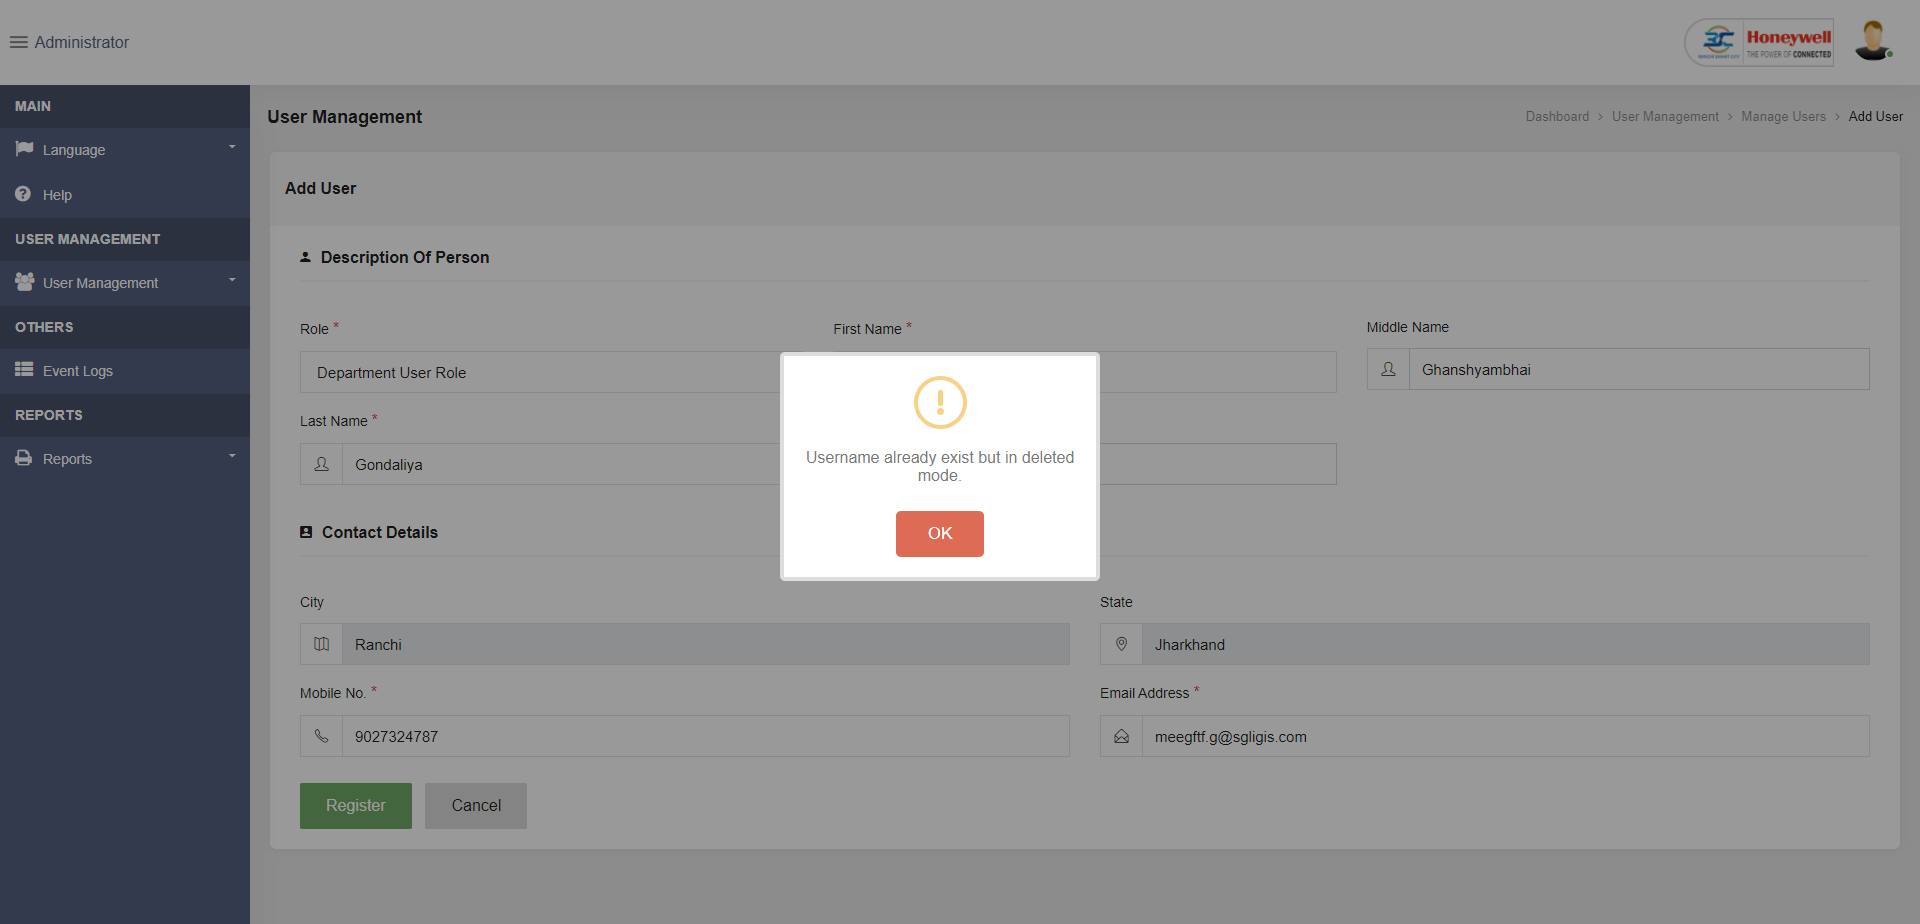 Administrator
Honeywell
THE POWER OF CONNECTED
MAIN
Language
Help
USER MANAGEMENT
User Management
OTHERS
Event Logs
REPORTS
Reports
User Management
Dashboard > User Management > Manage Users > Add User
Add User
Description Of Person
Role *
First Name *
Middle Name
Department User Role
Ghanshyambhai
Last Name *
Gondaliya
Username already exist but in deleted
mode.
OK
Contact Details
City
State
Ranchi
Jharkhand
Mobile No. *
Email Address *
9027324787
meegftf.g@sgligis.com
Register
Cancel